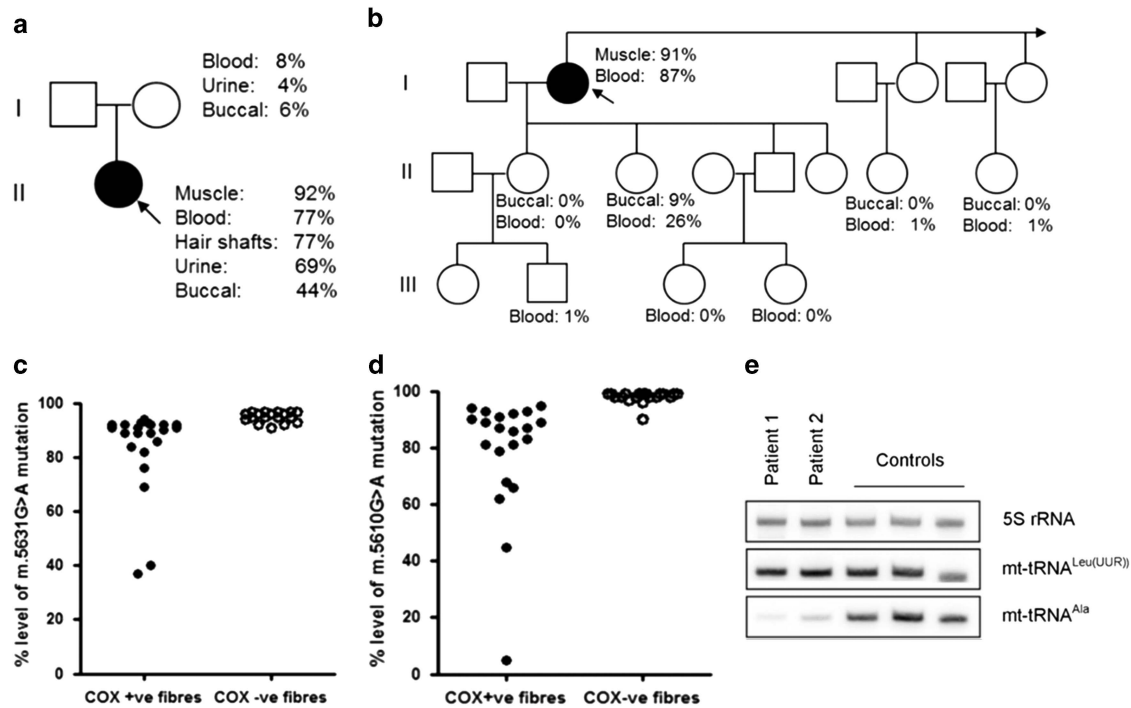 a
Blood: 8%
Urine: 4%
Buccal: 6%
I
II
Muscle: 92%
Blood: 77%
Hair shafts: 77%
Urine: 69%
Buccal: 44%
b
I
Muscle: 91%
Blood: 87%
II
Buccal: 0%
Blood: 0%
Buccal: 9%
Blood: 26%
Buccal: 0%
Blood: 1%
Buccal: 0%
Blood: 1%
III
Blood: 1%
Blood: 0%
Blood: 0%
c
% level of m.5631G>A mutation
100
80
60
40
20
0
COX +ve fibres
COX -ve fibres
d
% level of m.5610G>A mutation
100
80
60
40
20
0
COX+ve fibres
COX-ve fibres
e
Patient 1
Patient 2
Controls
5S rRNA
mt-tRNA^Leu(UUR))
mt-tRNA^Ala